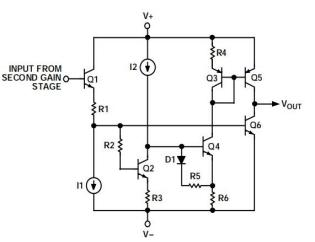 V+
R4
I2
INPUT FROM
SECOND GAIN
STAGE
Q1
Q3
Q5
R1
VOUT
Q6
R2
Q4
D1
Q2
R5
I1
R3
R6
V–